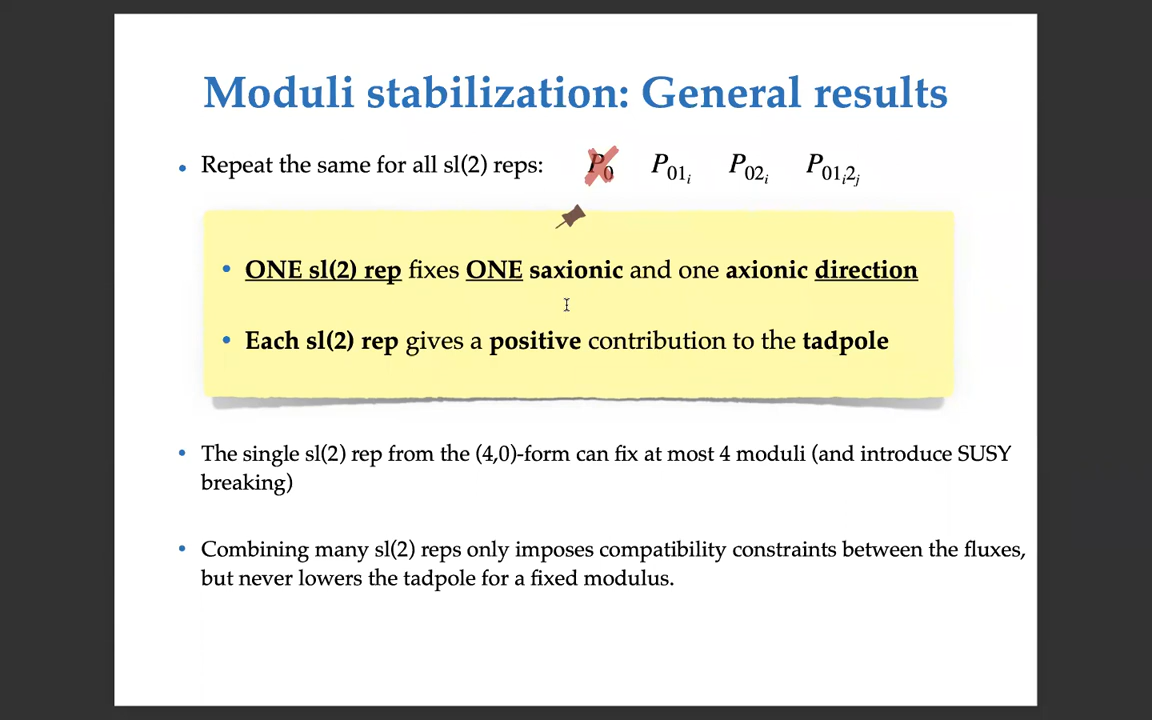 Moduli stabilization: General results
• Repeat the same for all sl(2) reps: P₀ P₀₁ᵢ P₀₂ᵢ P₀₁ᵢ₂ⱼ
• ONE sl(2) rep fixes ONE saxionic and one axionic direction
• Each sl(2) rep gives a positive contribution to the tadpole
• The single sl(2) rep from the (4,0)-form can fix at most 4 moduli (and introduce SUSY
breaking)
• Combining many sl(2) reps only imposes compatibility constraints between the fluxes,
but never lowers the tadpole for a fixed modulus.